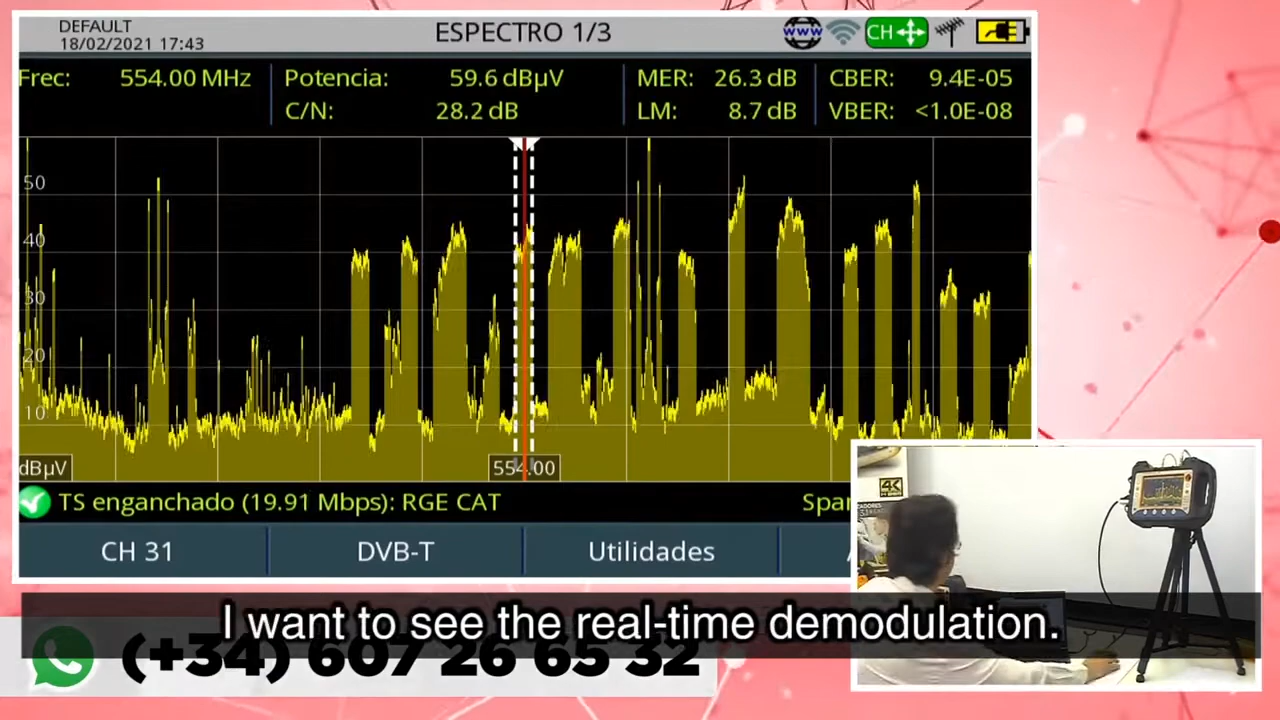 DEFAULT
18/02/2021 17:43
ESPECTRO 1/3
www
CH
Frec: 554.00 MHz
Potencia: 59.6 dBµV
C/N: 28.2 dB
MER: 26.3 dB
LM: 8.7 dB
CBER: 9.4E-05
VBER: <1.0E-08
50
40
30
20
10
dBµV
554.00
TS enganchado (19.91 Mbps): RGE CAT
Spa
CH 31
DVB-T
Utilidades
4K
I want to see the real-time demodulation.
(+34) 607 26 65 32